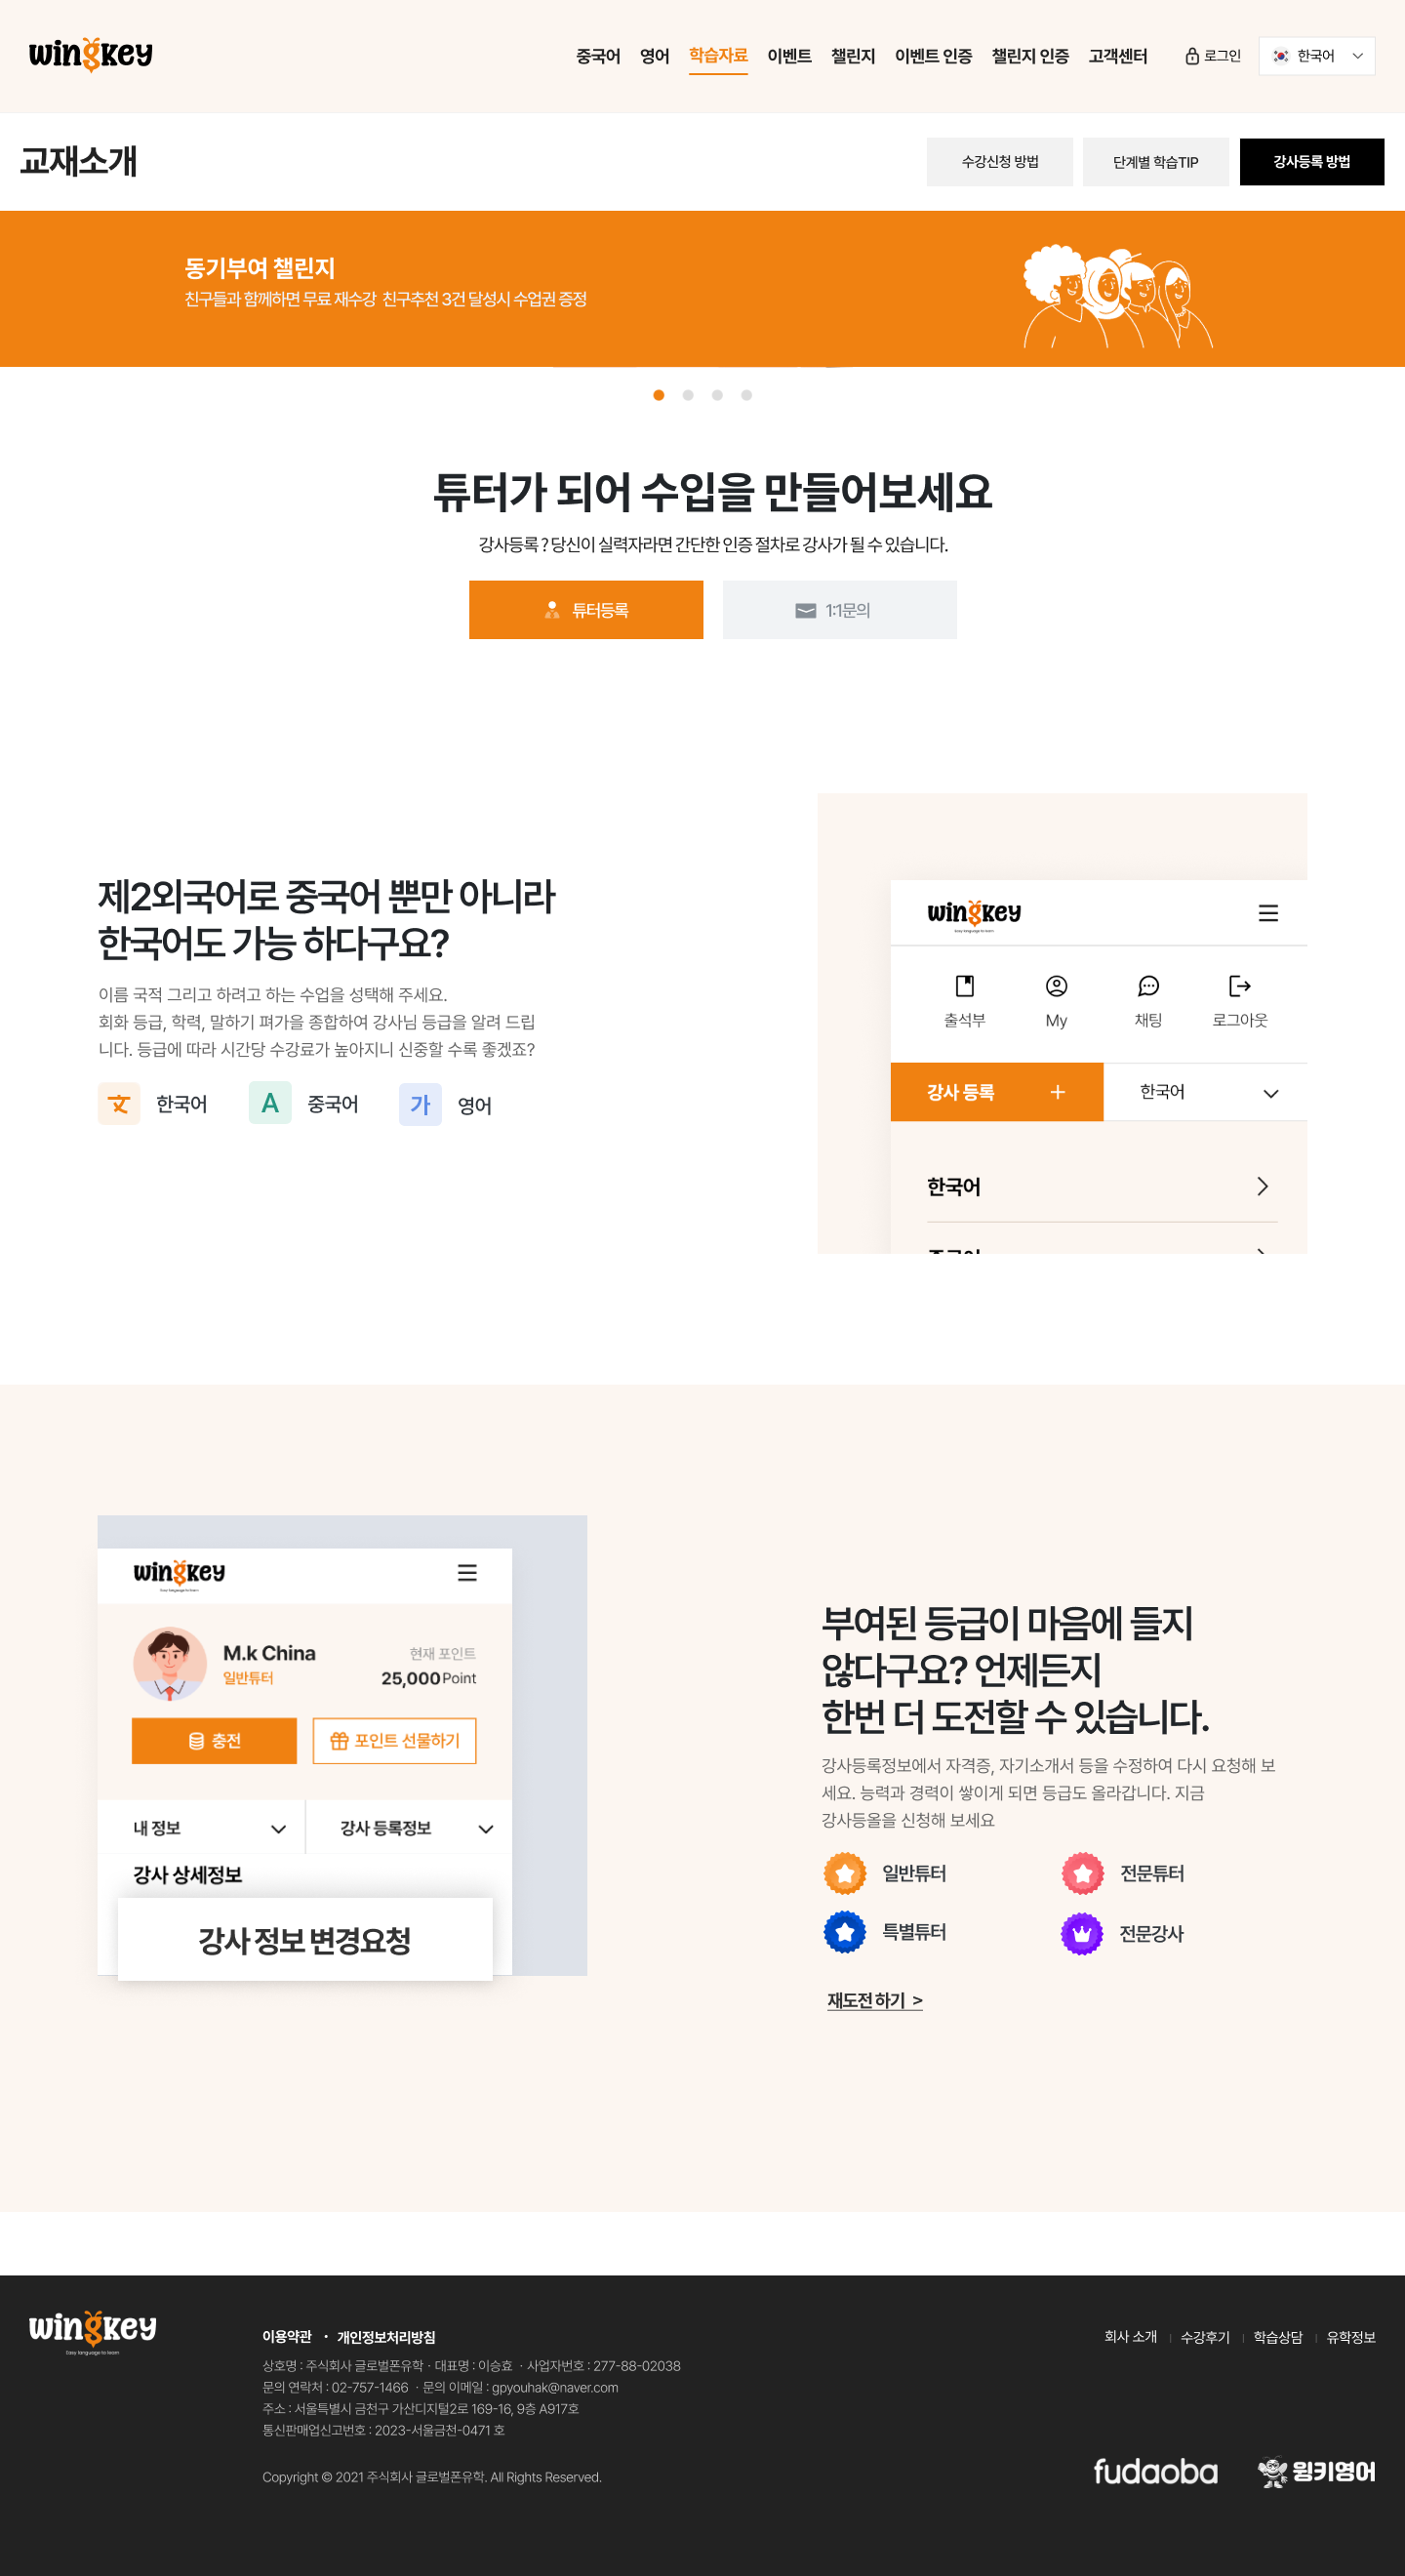 wingkey
중국어 영어 학습자료 이벤트 챌린지 이벤트 인증 챌린지 인증 고객센터 로그인 한국어
교재소개
수강신청 방법 단계별 학습TIP 강사등록 방법
동기부여 챌린지
친구들과 함께하면 무료 재수강 친구추천 3건 달성시 수업권 증정
튜터가 되어 수입을 만들어보세요
강사등록 ? 당신이 실력자라면 간단한 인증 절차로 강사가 될 수 있습니다.
튜터등록 1:1문의
제2외국어로 중국어 뿐만 아니라
한국어도 가능 하다구요?
이름 국적 그리고 하려고 하는 수업을 성택해 주세요.
회화 등급, 학력, 말하기 펴가을 종합하여 강사님 등급을 알려 드립
니다. 등급에 따라 시간당 수강료가 높아지니 신중할 수록 좋겠죠?
文 한국어 A 중국어 가 영어
wingkey
Easy language to learn
출석부 My 채팅 로그아웃
강사 등록 한국어
한국어
중국어
wingkey
Easy language to learn
M.k China
일반튜터
현재 포인트
25,000 Point
충전 포인트 선물하기
내 정보 강사 등록정보
강사 상세정보
강사 정보 변경요청
부여된 등급이 마음에 들지
않다구요? 언제든지
한번 더 도전할 수 있습니다.
강사등록정보에서 자격증, 자기소개서 등을 수정하여 다시 요청해 보
세요. 능력과 경력이 쌓이게 되면 등급도 올라갑니다. 지금
강사등올을 신청해 보세요
일반튜터 전문튜터
특별튜터 전문강사
재도전하기 >
wingkey
Easy language to learn
이용약관 · 개인정보처리방침
회사 소개 | 수강후기 | 학습상담 | 유학정보
상호명 : 주식회사 글로벌폰유학 · 대표명 : 이승효 · 사업자번호 : 277-88-02038
문의 연락처 : 02-757-1466 · 문의 이메일 : gpyouhak@naver.com
주소 : 서울특별시 금천구 가산디지털2로 169-16, 9층 A917호
통신판매업신고번호 : 2023-서울금천-0471 호
Copyright © 2021 주식회사 글로벌폰유학. All Rights Reserved.
fudaoba 윙키영어